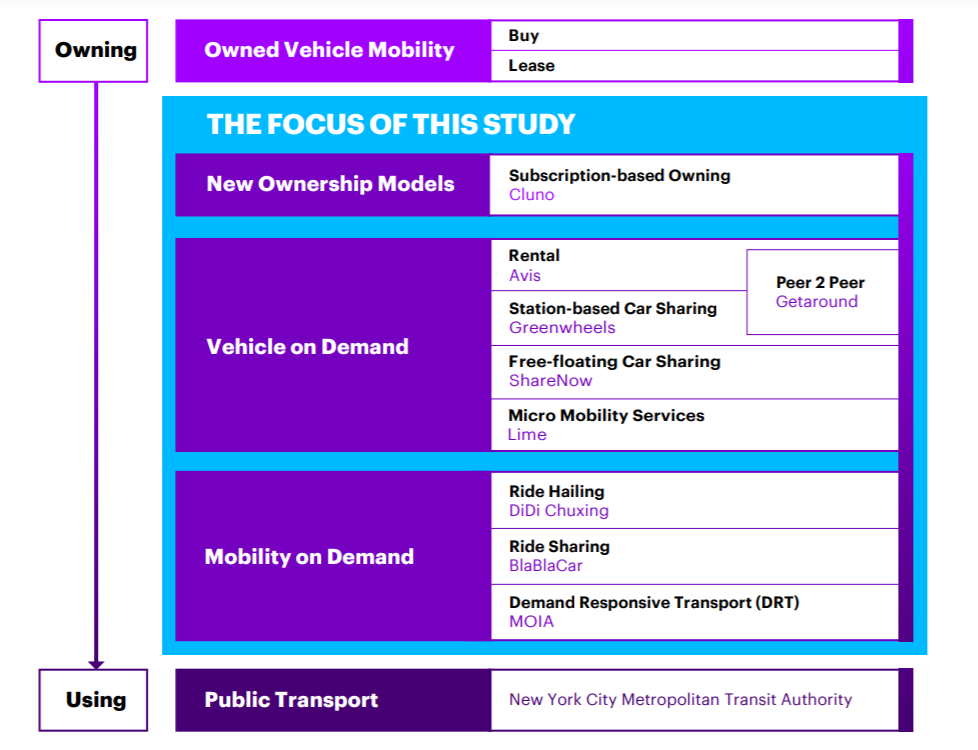 Owning
Owned Vehicle Mobility
Buy
Lease
THE FOCUS OF THIS STUDY
New Ownership Models
Subscription-based Owning
Cluno
Vehicle on Demand
Rental
Avis
Station-based Car Sharing
Greenwheels
Peer 2 Peer
Getaround
Free-floating Car Sharing
ShareNow
Micro Mobility Services
Lime
Mobility on Demand
Ride Hailing
DiDi Chuxing
Ride Sharing
BlaBlaCar
Demand Responsive Transport (DRT)
MOIA
Using
Public Transport
New York City Metropolitan Transit Authority